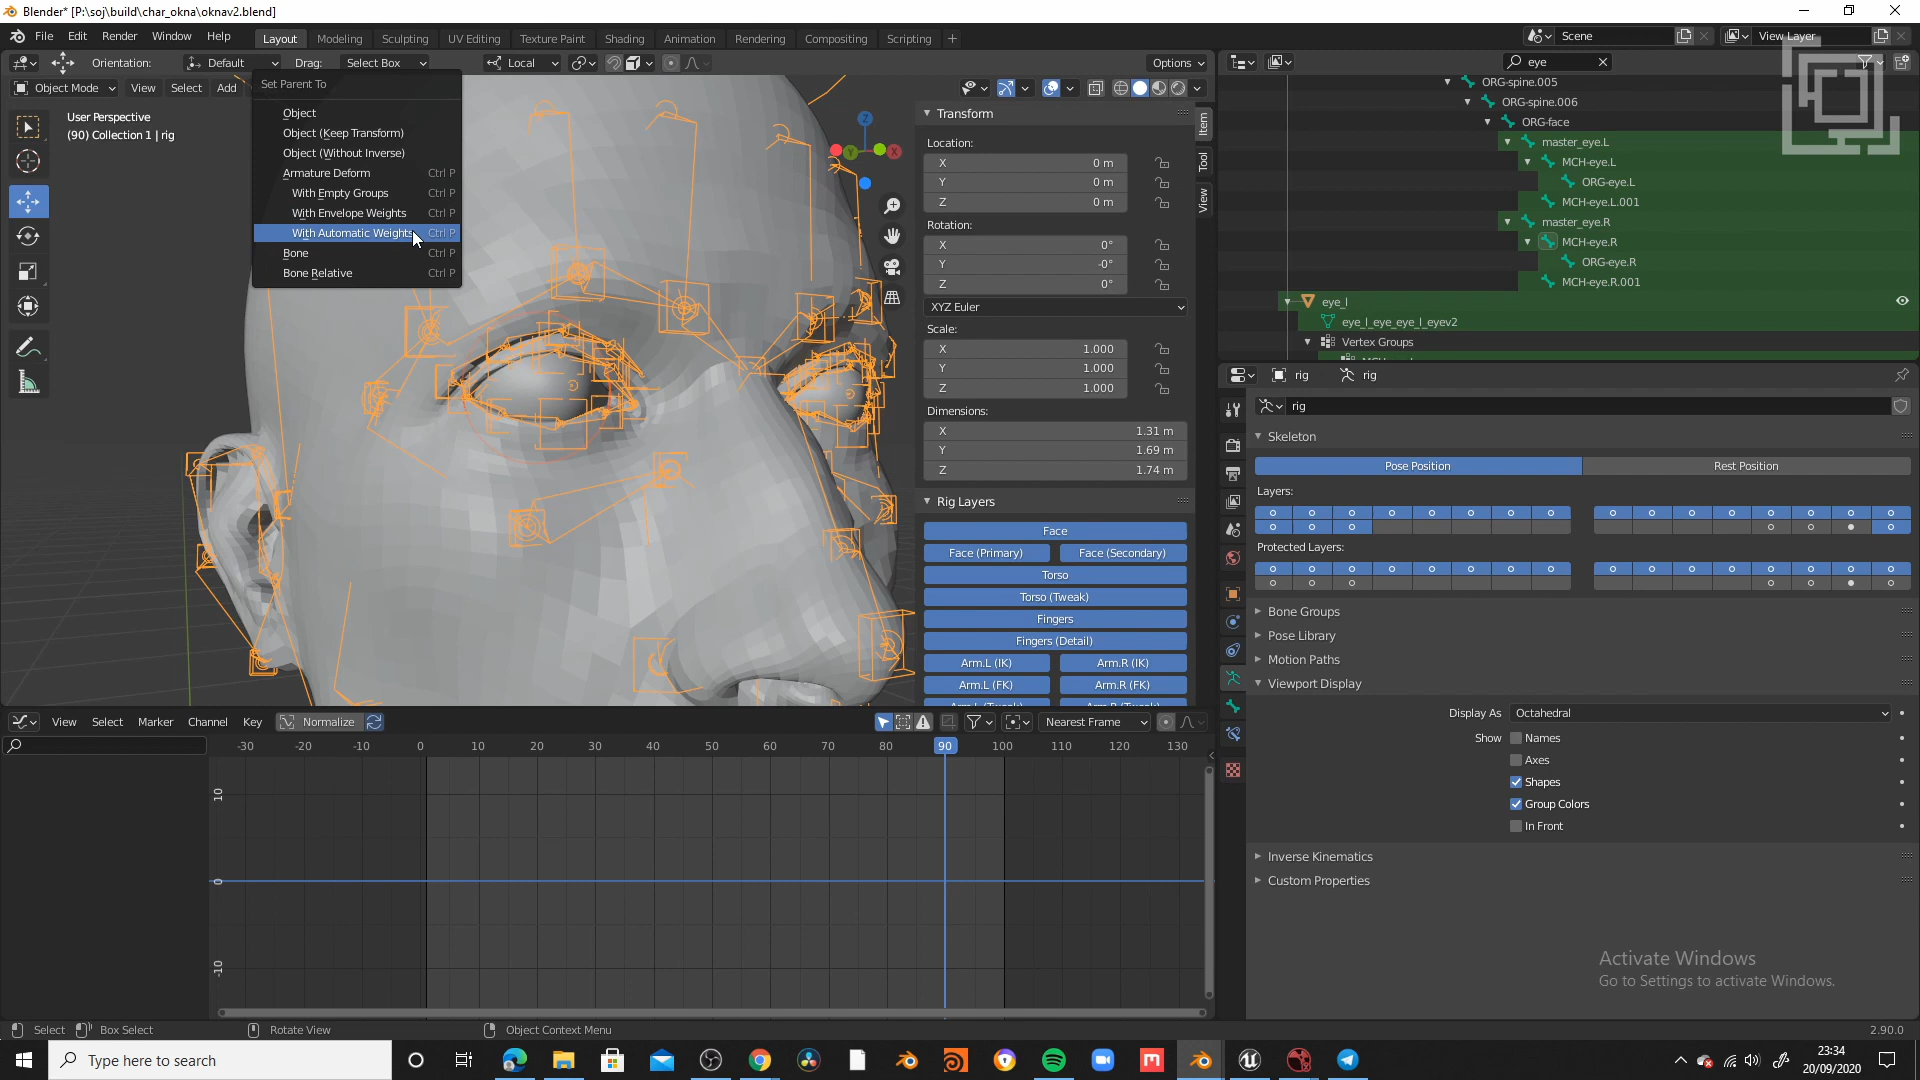 Blender* [P:\soj\build\char_okna\oknav2.blend]
File Edit Render Window Help Layout Modeling Sculpting UV Editing Texture Paint Shading Animation Rendering Compositing Scripting + Scene View Layer
Orientation: Default Drag: Select Box Local Options eye
Object Mode View Select Add
Set Parent To
Object
Object (Keep Transform)
Object (Without Inverse)
Armature Deform Ctrl P
With Empty Groups Ctrl P
With Envelope Weights Ctrl P
With Automatic Weights Ctrl P
Bone Ctrl P
Bone Relative Ctrl P
User Perspective
(90) Collection 1 | rig
Z
Y
X
Transform
Location:
X 0 m
Y 0 m
Z 0 m
Rotation:
X 0°
Y -0°
Z 0°
XYZ Euler
Scale:
X 1.000
Y 1.000
Z 1.000
Dimensions:
X 1.31 m
Y 1.69 m
Z 1.74 m
Rig Layers
Face
Face (Primary) Face (Secondary)
Torso
Torso (Tweak)
Fingers
Fingers (Detail)
Arm.L (IK) Arm.R (IK)
Arm.L (FK) Arm.R (FK)
Item
Tool
View
ORG-spine.005
ORG-spine.006
ORG-face
master_eye.L
MCH-eye.L
ORG-eye.L
MCH-eye.L.001
master_eye.R
MCH-eye.R
ORG-eye.R
MCH-eye.R.001
eye_l
eye_l_eye_eye_l_eyev2
Vertex Groups
rig rig
rig
Skeleton
Pose Position Rest Position
Layers:
Protected Layers:
Bone Groups
Pose Library
Motion Paths
Viewport Display
Display As Octahedral
Show Names
Axes
Shapes
Group Colors
In Front
Inverse Kinematics
Custom Properties
View Select Marker Channel Key Normalize Nearest Frame
-30 -20 -10 0 10 20 30 40 50 60 70 80 90 100 110 120 130
10
0
-10
Activate Windows
Go to Settings to activate Windows.
Select Box Select Rotate View Object Context Menu 2.90.0
Type here to search
23:34
20/09/2020